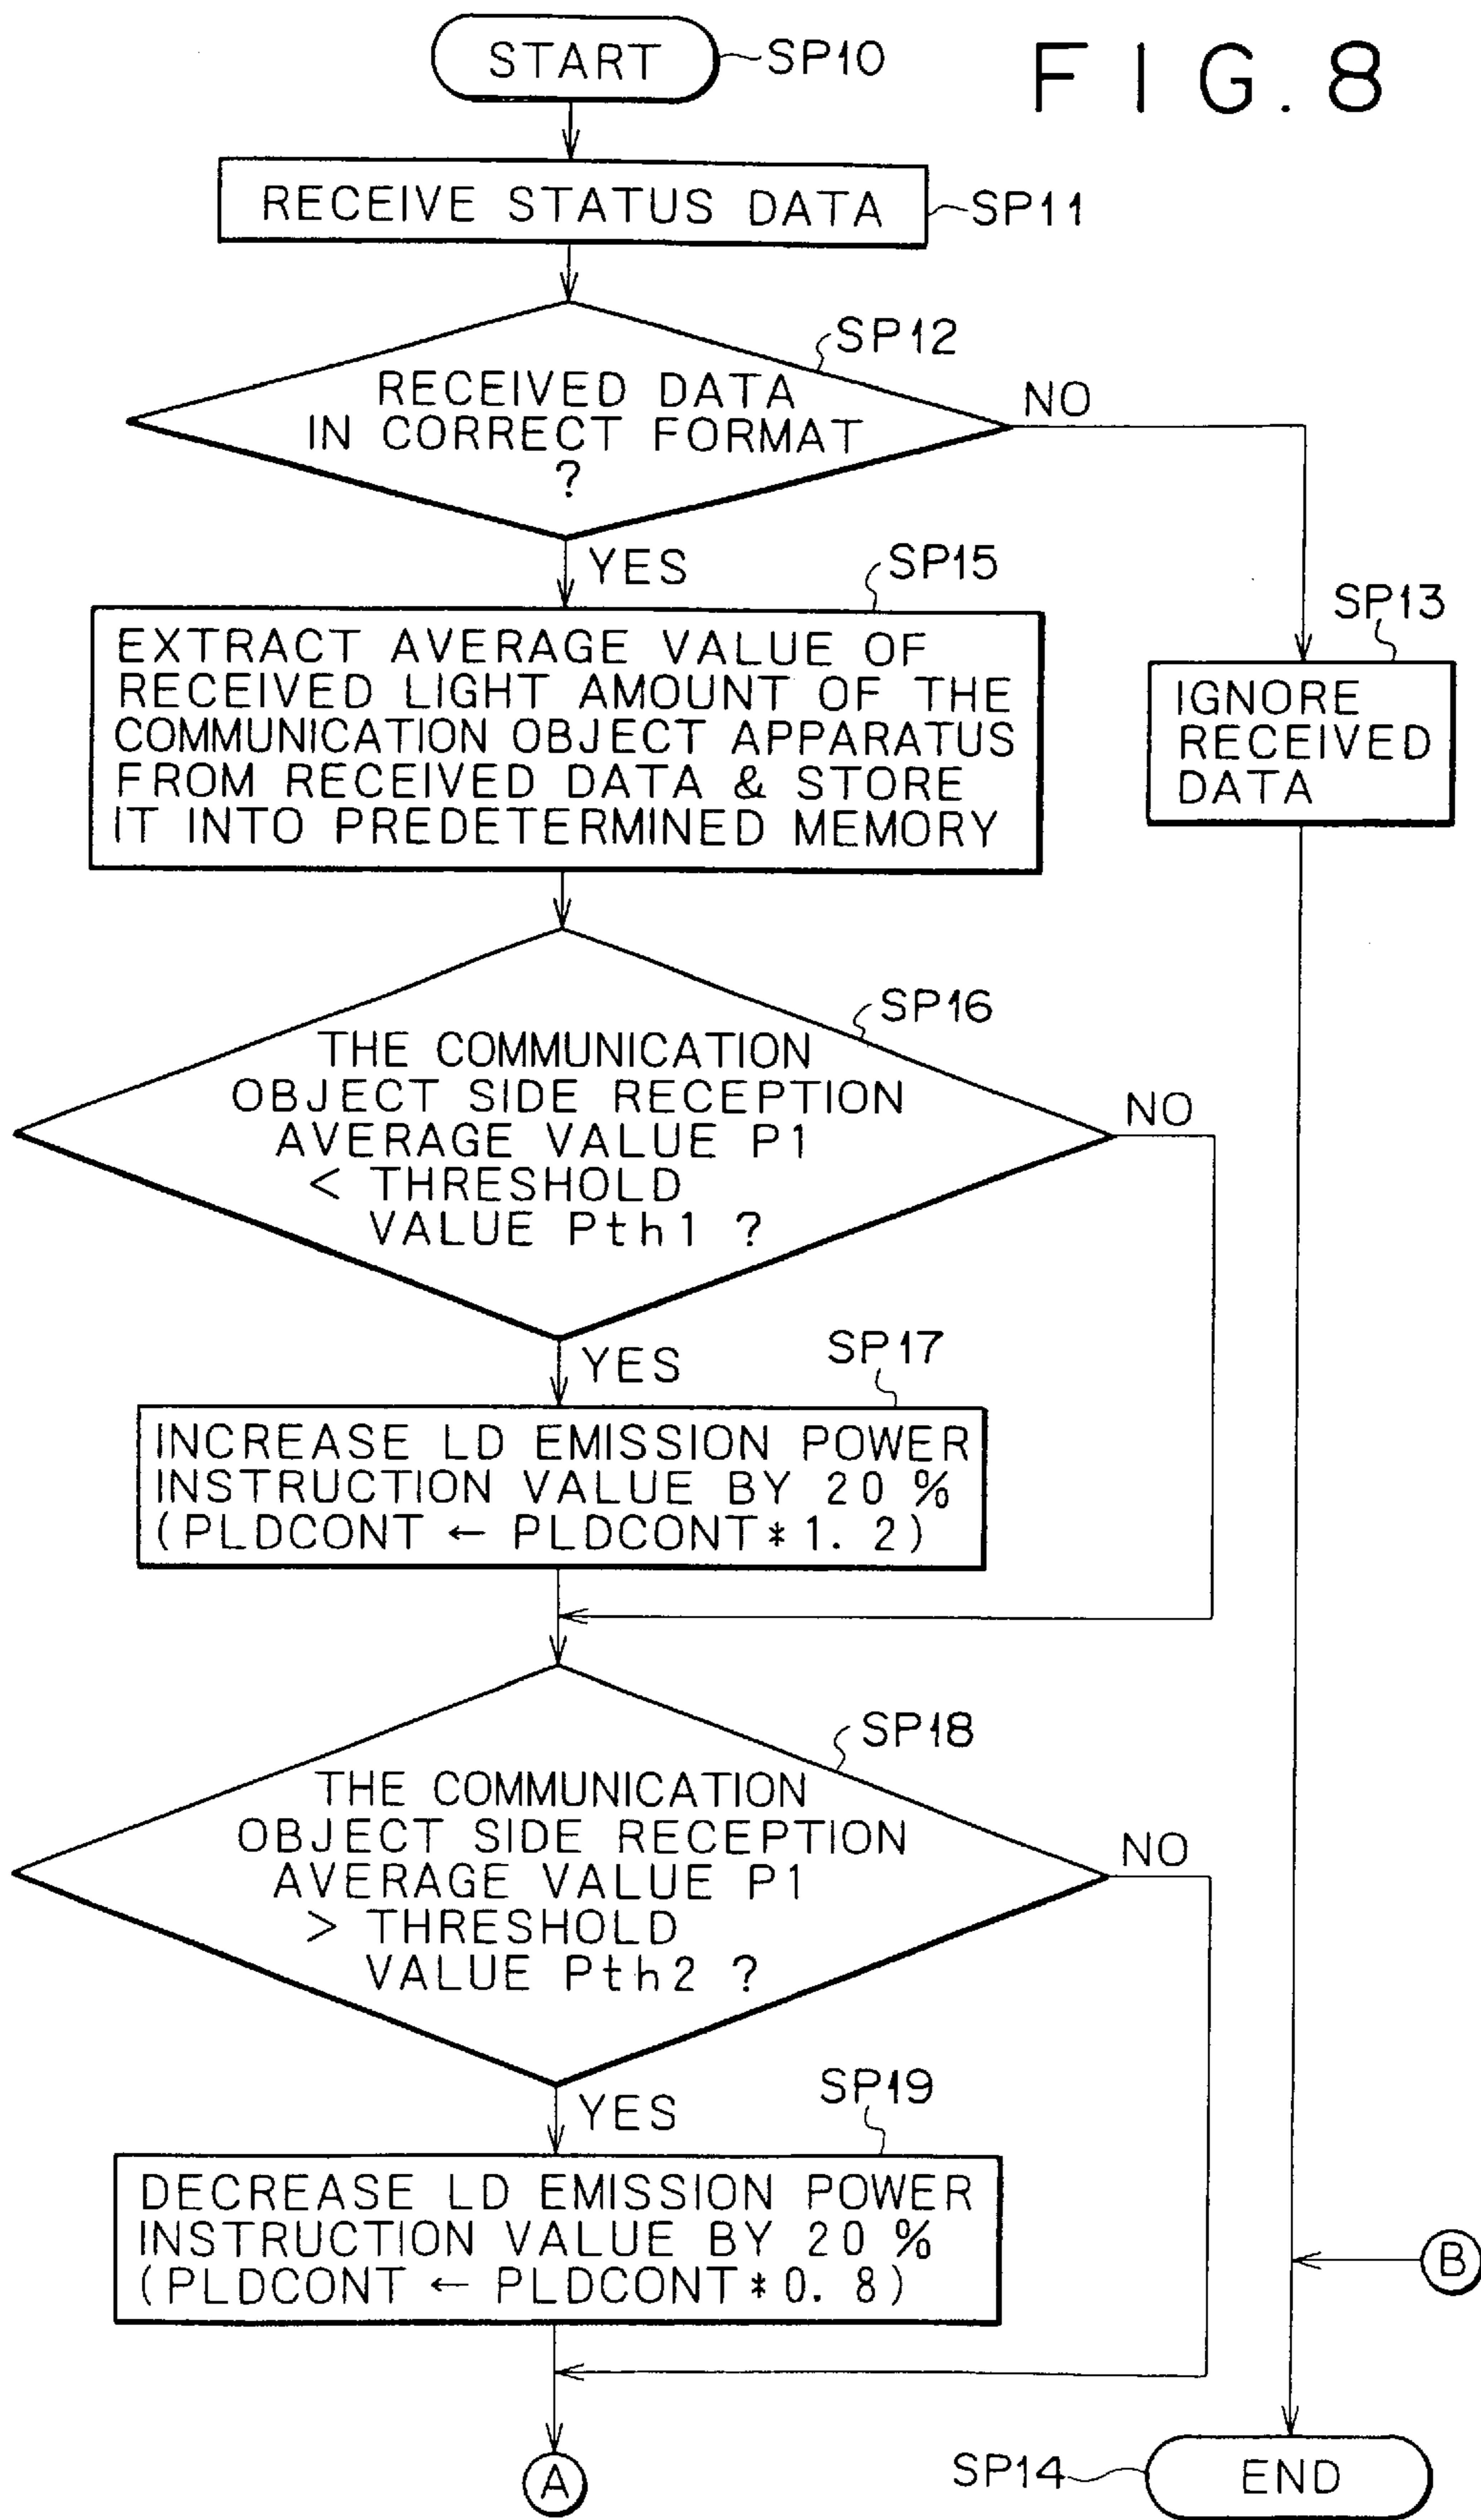 START
SP10
F I G. 8
RECEIVE STATUS DATA
SP11
SP12
RECEIVED DATA
IN CORRECT FORMAT
?
NO
YES
SP15
EXTRACT AVERAGE VALUE OF
RECEIVED LIGHT AMOUNT OF THE
COMMUNICATION OBJECT APPARATUS
FROM RECEIVED DATA & STORE
IT INTO PREDETERMINED MEMORY
SP13
IGNORE
RECEIVED
DATA
SP16
THE COMMUNICATION
OBJECT SIDE RECEPTION
AVERAGE VALUE P1
< THRESHOLD
VALUE Pth1 ?
NO
YES
SP17
INCREASE LD EMISSION POWER
INSTRUCTION VALUE BY 20 %
(PLDCONT ← PLDCONT * 1. 2)
SP18
THE COMMUNICATION
OBJECT SIDE RECEPTION
AVERAGE VALUE P1
> THRESHOLD
VALUE Pth2 ?
NO
YES
SP19
DECREASE LD EMISSION POWER
INSTRUCTION VALUE BY 20 %
(PLDCONT ← PLDCONT * 0. 8)
B
A
SP14
END